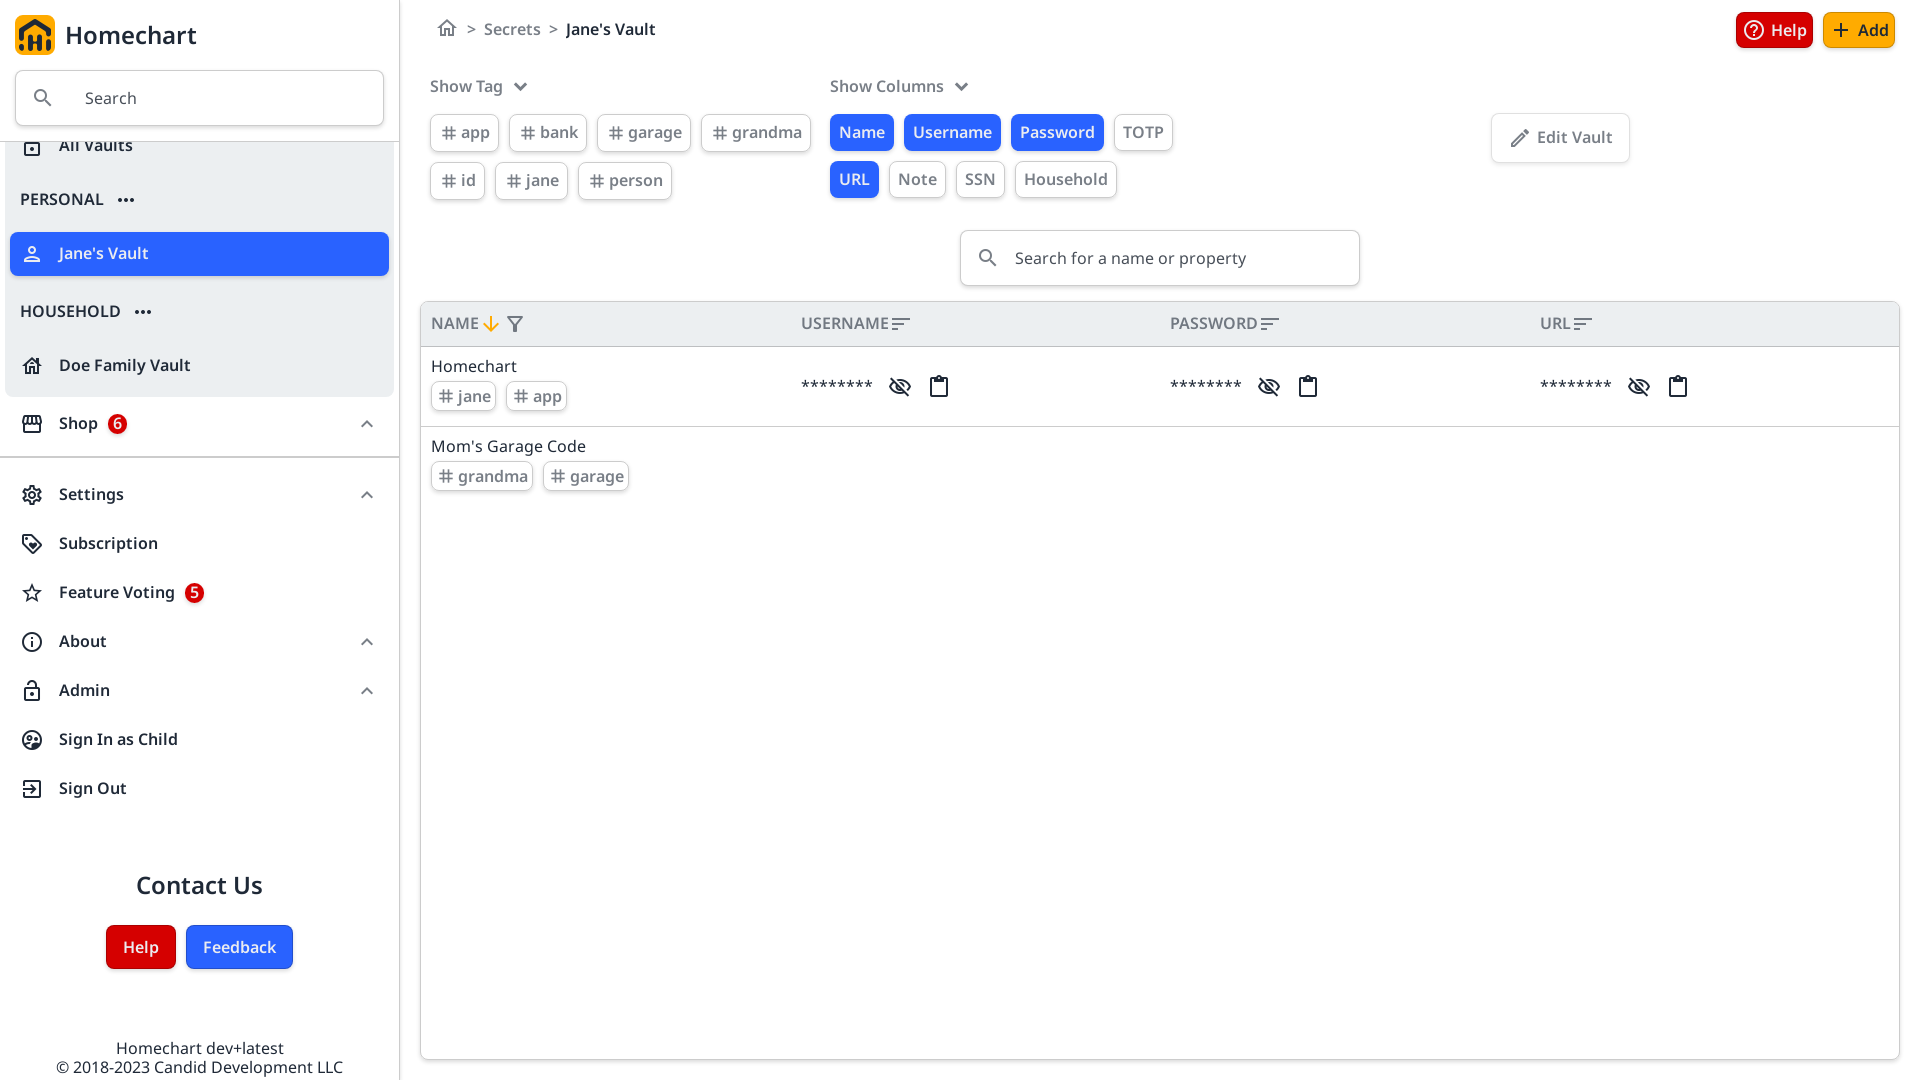 Homechart
Search
All Vaults
PERSONAL
Jane's Vault
HOUSEHOLD
Doe Family Vault
Shop 6
Settings
Subscription
Feature Voting 5
About
Admin
Sign In as Child
Sign Out
Contact Us
Help Feedback
Homechart dev+latest
© 2018-2023 Candid Development LLC
> Secrets > Jane's Vault
Help + Add
Show Tag
# app # bank # garage # grandma
# id # jane # person
Show Columns
Name Username Password TOTP
URL Note SSN Household
Edit Vault
Search for a name or property
NAME USERNAME PASSWORD URL
Homechart
# jane # app
******** ******** ********
Mom's Garage Code
# grandma # garage